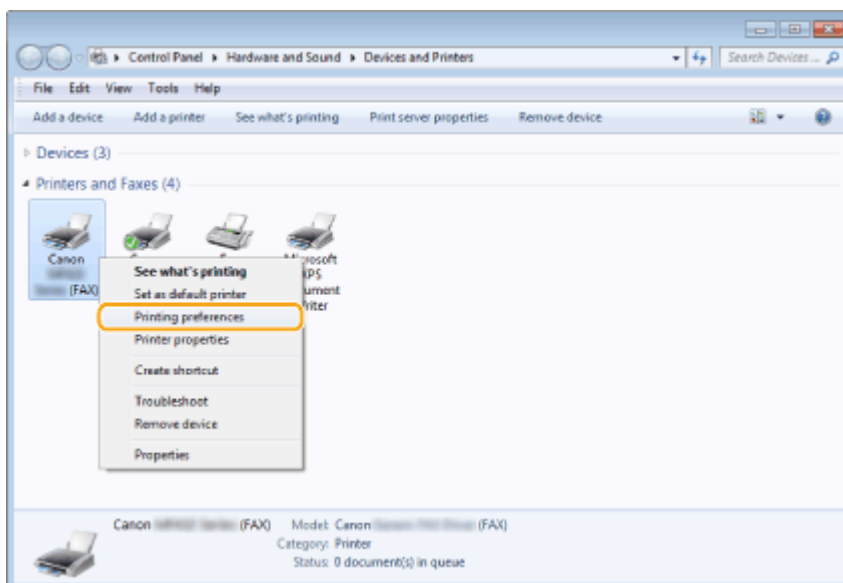 Control Panel ▸ Hardware and Sound ▸ Devices and Printers Search Devices ...
File Edit View Tools Help
Add a device Add a printer See what's printing Print server properties Remove device
Devices (3)
Printers and Faxes (4)
Canon
(FAX)
Microsoft
XPS
See what's printing
Set as default printer
Printing preferences
Printer properties
Create shortcut
Troubleshoot
Remove device
Properties
Canon (FAX) Model: Canon (FAX)
Category: Printer
Status: 0 document(s) in queue